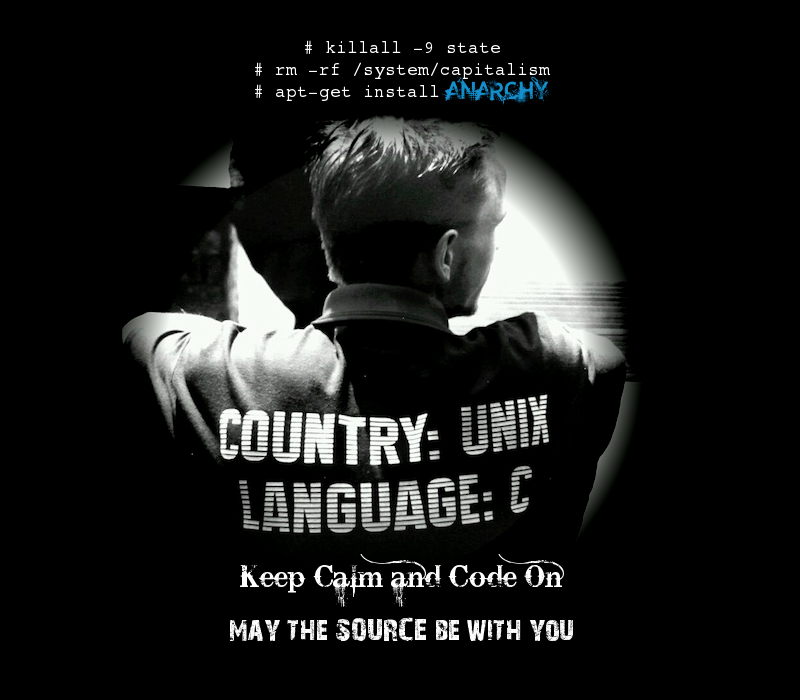 # killall -9 state
# rm -rf /system/capitalism
# apt-get install ANARCHY
COUNTRY: UNIX
LANGUAGE: C
Keep Calm and Code On
MAY THE SOURCE BE WITH YOU